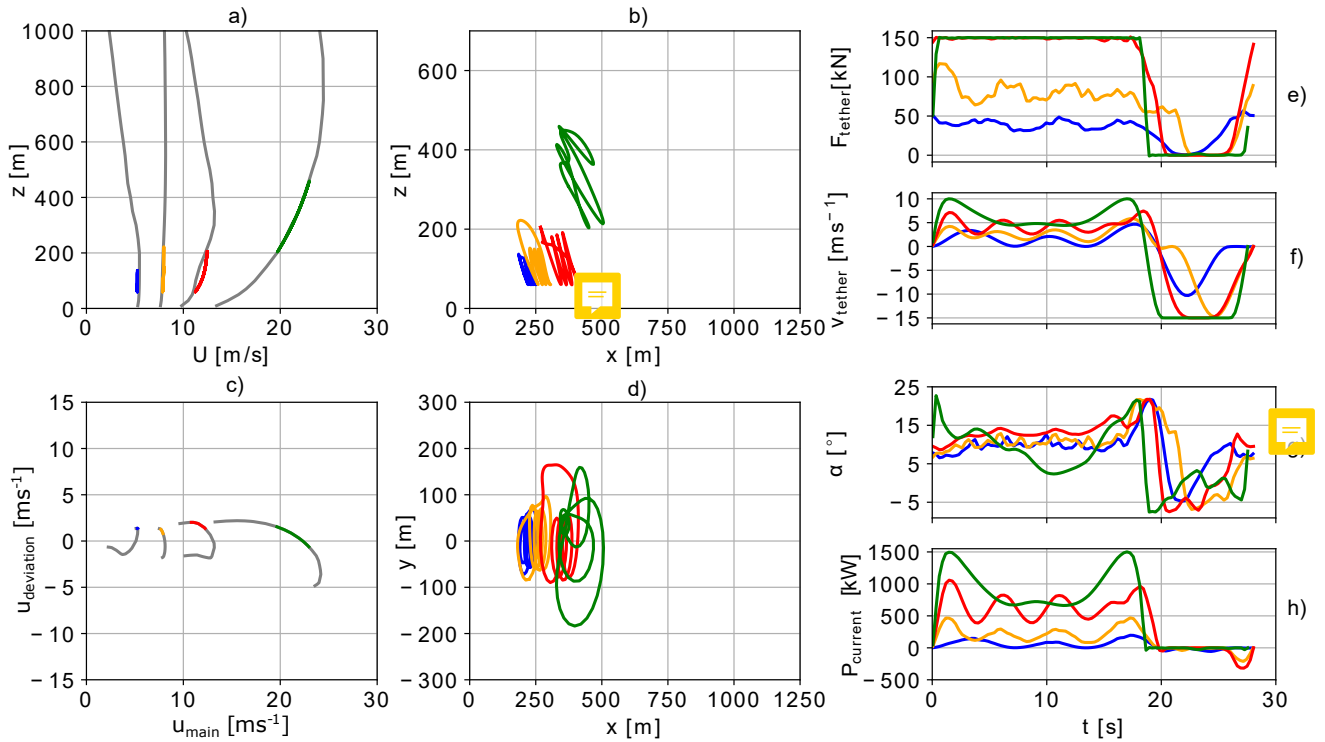 a)
1000
800
600
400
200
0
z [m]
0 10 20 30
U [m/s]
b)
600
400
200
0
z [m]
0 250 500 750 1000 1250
x [m]
c)
15
10
5
0
−5
−10
−15
u_deviation [ms⁻¹]
0 10 20 30
u_main [ms⁻¹]
d)
300
200
100
0
−100
−200
−300
y [m]
0 250 500 750 1000 1250
x [m]
150
100
50
0
F_tether[kN]
e)
10
5
0
−5
−10
−15
v_tether [ms⁻¹]
f)
25
15
5
−5
α [°]
1500
1000
500
0
−500
P_current [kW]
h)
0 10 20 30
t [s]